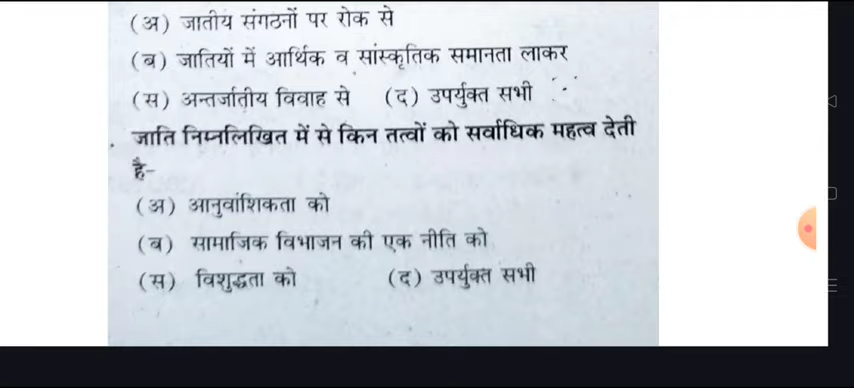 (अ) जातीय संगठनों पर रोक से
(ब) जातियों में आर्थिक व सांस्कृतिक समानता लाकर
(स) अन्तर्जातीय विवाह से (द) उपर्युक्त सभी
जाति निम्नलिखित में से किन तत्वों को सर्वाधिक महत्व देती
है-
(अ) आनुवांशिकता को
(ब) सामाजिक विभाजन की एक नीति को
(स) विशुद्धता को (द) उपर्युक्त सभी